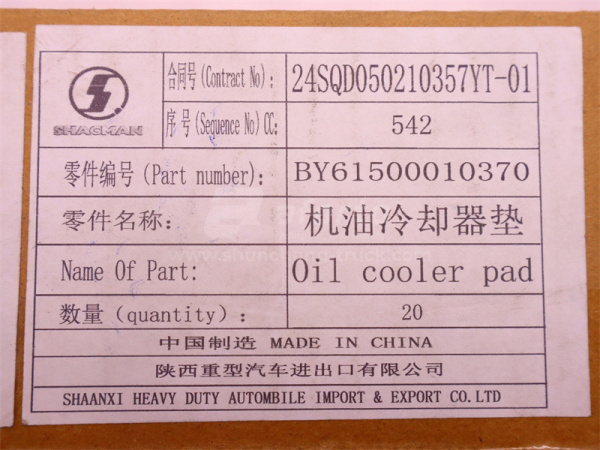 合同号(Contract No): 24SQD050210357YT-01
SHACMAN
序号(Sequence No)CC: 542
零件编号(Part number): BY61500010370
零件名称: 机油冷却器垫
Name Of Part: Oil cooler pad
数量(quantity): 20
中国制造 MADE IN CHINA
陕西重型汽车进出口有限公司
SHAANXI HEAVY DUTY AUTOMBILE IMPORT & EXPORT CO.LTD